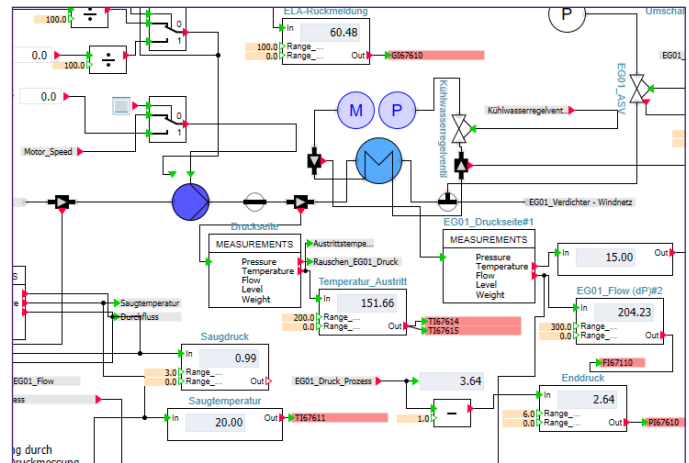 ELA-Rückmeldung
60.48
100.0 Range_...
0.0 Range_...
Out
GI67610
100.0
0
1
0.0
100.0
0.0
0
1
Motor_Speed
M
P
P
Kühlwasserregelventil
Kühlwasserregelvent..
EG01_ASV
Umschal
EG01_
EG01_Verdichter - Windnetz
Druckseite
MEASUREMENTS
Pressure
Temperature
Flow
Level
Weight
Austrittstempe...
Rauschen_EG01_Druck
EG01_Druckseite#1
MEASUREMENTS
Pressure
Temperature
Flow
Level
Weight
In
15.00
Out
Temperatur_Austritt
In
151.66
200.0 Range_...
0.0 Range_...
Out
TI67614
TI67615
EG01_Flow (dP)#2
In
204.23
300.0 Range_...
0.0 Range_...
Out
FI67110
Saugtemperatur
Durchfluss
Saugdruck
In
0.99
3.0 Range_...
0.0 Range_...
Out
EG01_Flow
ess
Saugtemperatur
In
20.00
Out
TI67611
EG01_Druck_Prozess
3.64
1.0
Enddruck
In
2.64
6.0 Range_...
0.0 Range_...
Out
PI67610
ng durch